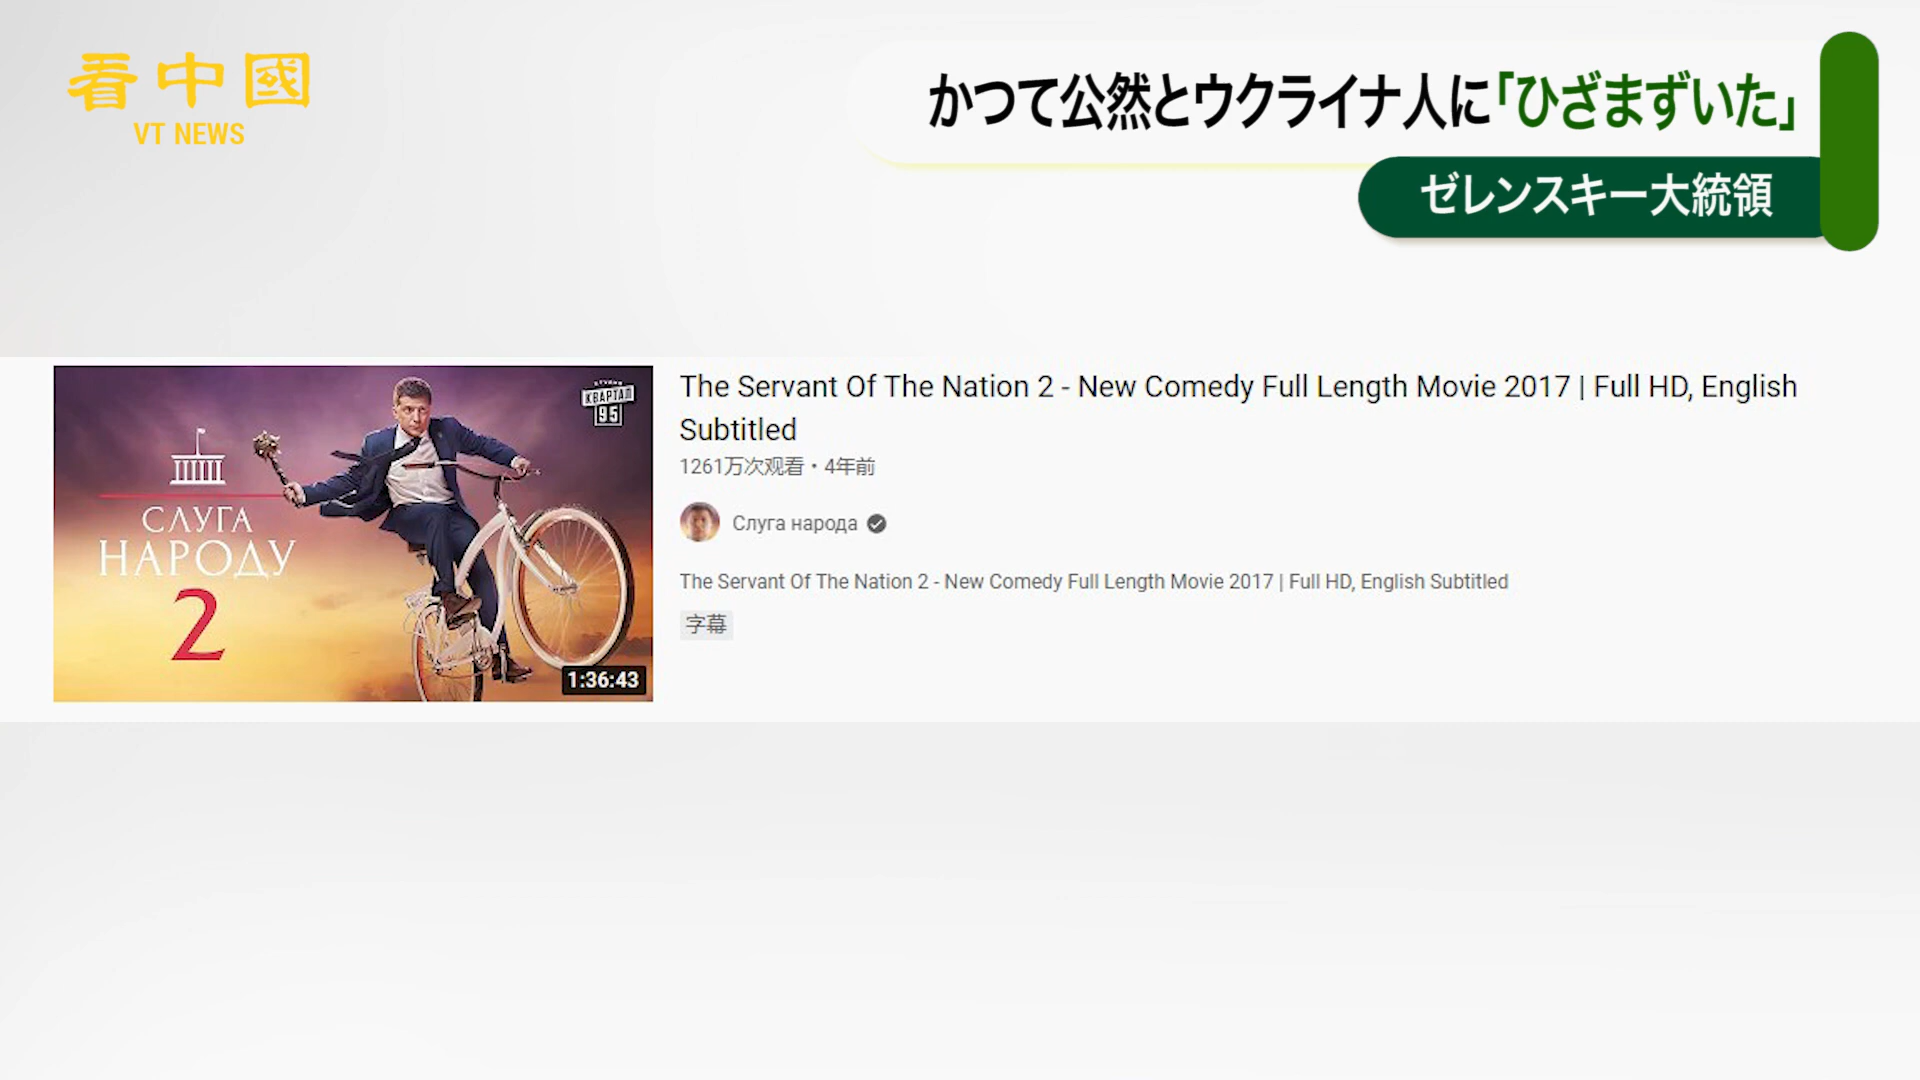 看中國
VT NEWS
かつて公然とウクライナ人に「ひざまずいた」
ゼレンスキー大統領
СТУДИЯ
КВАРТАЛ
95
СЛУГА
НАРОДУ
2
1:36:43
The Servant Of The Nation 2 - New Comedy Full Length Movie 2017 | Full HD, English
Subtitled
1261万次观看・4年前
Слуга народа
The Servant Of The Nation 2 - New Comedy Full Length Movie 2017 | Full HD, English Subtitled
字幕